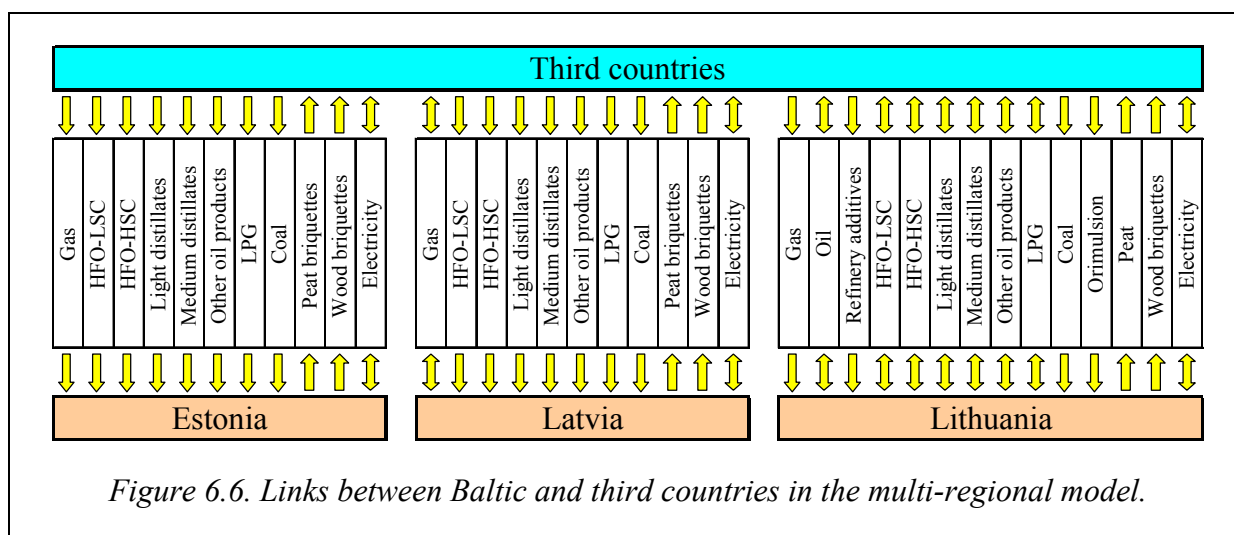 Third countries
Gas
HFO-LSC
HFO-HSC
Light distillates
Medium distillates
Other oil products
LPG
Coal
Peat briquettes
Wood briquettes
Electricity
Gas
HFO-LSC
HFO-HSC
Light distillates
Medium distillates
Other oil products
LPG
Coal
Peat briquettes
Wood briquettes
Electricity
Gas
Oil
Refinery additives
HFO-LSC
HFO-HSC
Light distillates
Medium distillates
Other oil products
LPG
Coal
Orimulsion
Peat
Wood briquettes
Electricity
Estonia
Latvia
Lithuania
Figure 6.6. Links between Baltic and third countries in the multi-regional model.